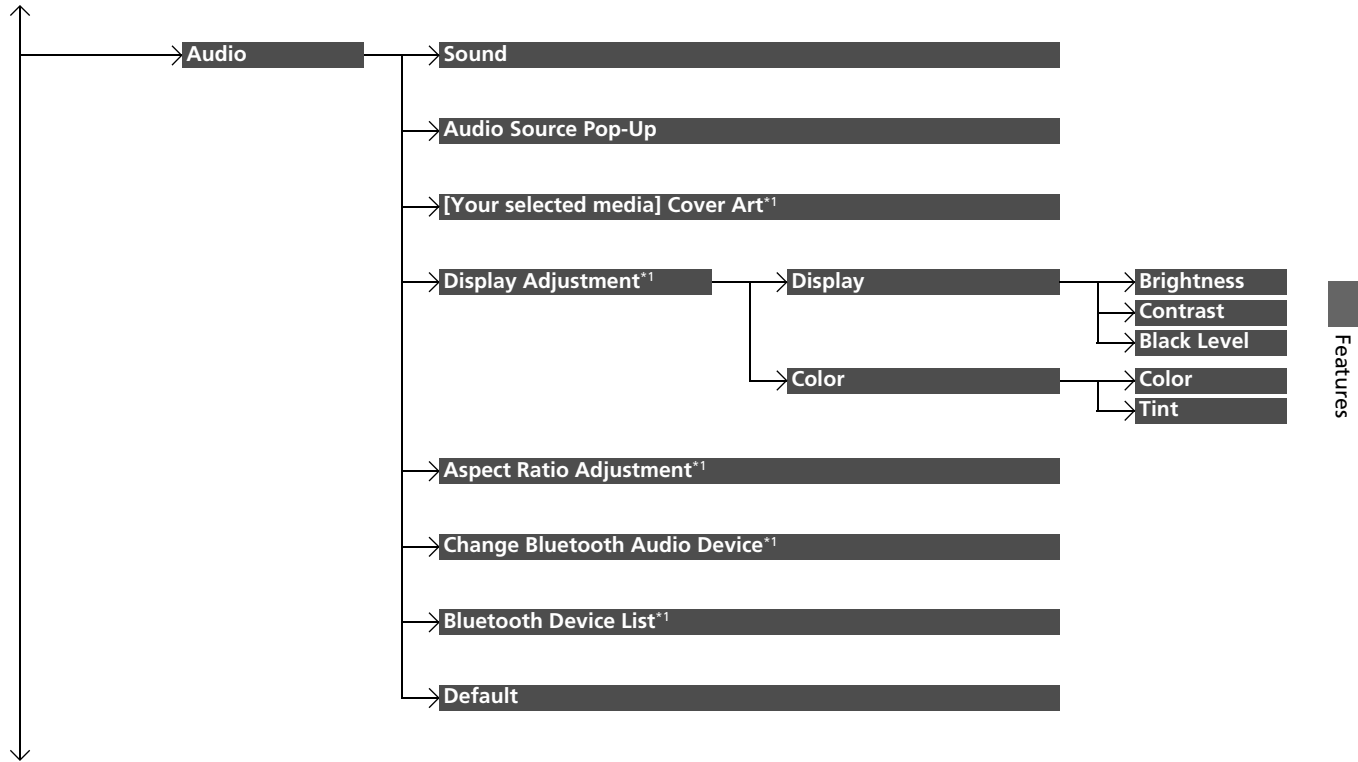 Audio
Sound
Audio Source Pop-Up
[Your selected media] Cover Art*1
Display Adjustment*1
Display
Brightness
Contrast
Black Level
Color
Color
Tint
Aspect Ratio Adjustment*1
Change Bluetooth Audio Device*1
Bluetooth Device List*1
Default
Features